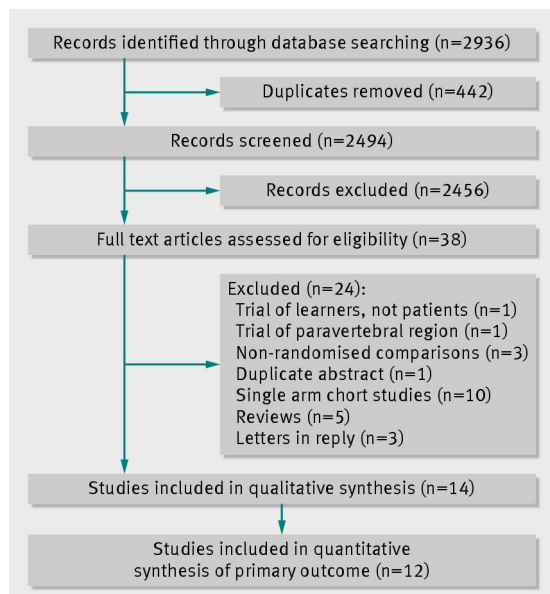 Records identified through database searching (n=2936)
Duplicates removed (n=442)
Records screened (n=2494)
Records excluded (n=2456)
Full text articles assessed for eligibility (n=38)
Excluded (n=24):
Trial of learners, not patients (n=1)
Trial of paravertebral region (n=1)
Non-randomised comparisons (n=3)
Duplicate abstract (n=1)
Single arm chort studies (n=10)
Reviews (n=5)
Letters in reply (n=3)
Studies included in qualitative synthesis (n=14)
Studies included in quantitative
synthesis of primary outcome (n=12)